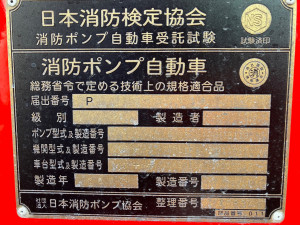 日本消防検定協会
消防ポンプ自動車受託試験
試験済印
消防ポンプ自動車
総務省令で定める技術上の規格適合品
届出番号 P
級別 製造者
ポンプ型式及製造番号
機関型式及製造番号
車台型式及製造番号
製造年 製造番号
日本消防ポンプ協会 整理番号